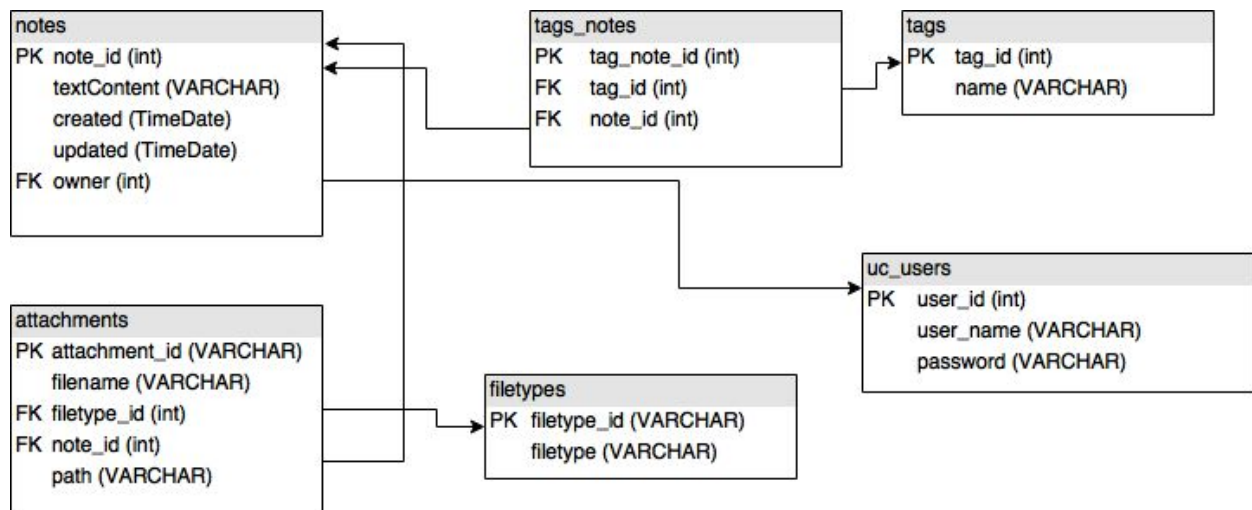 notes
PK note_id (int)
textContent (VARCHAR)
created (TimeDate)
updated (TimeDate)
FK owner (int)
tags_notes
PK tag_note_id (int)
FK tag_id (int)
FK note_id (int)
tags
PK tag_id (int)
name (VARCHAR)
uc_users
PK user_id (int)
user_name (VARCHAR)
password (VARCHAR)
attachments
PK attachment_id (VARCHAR)
filename (VARCHAR)
FK filetype_id (int)
FK note_id (int)
path (VARCHAR)
filetypes
PK filetype_id (VARCHAR)
filetype (VARCHAR)